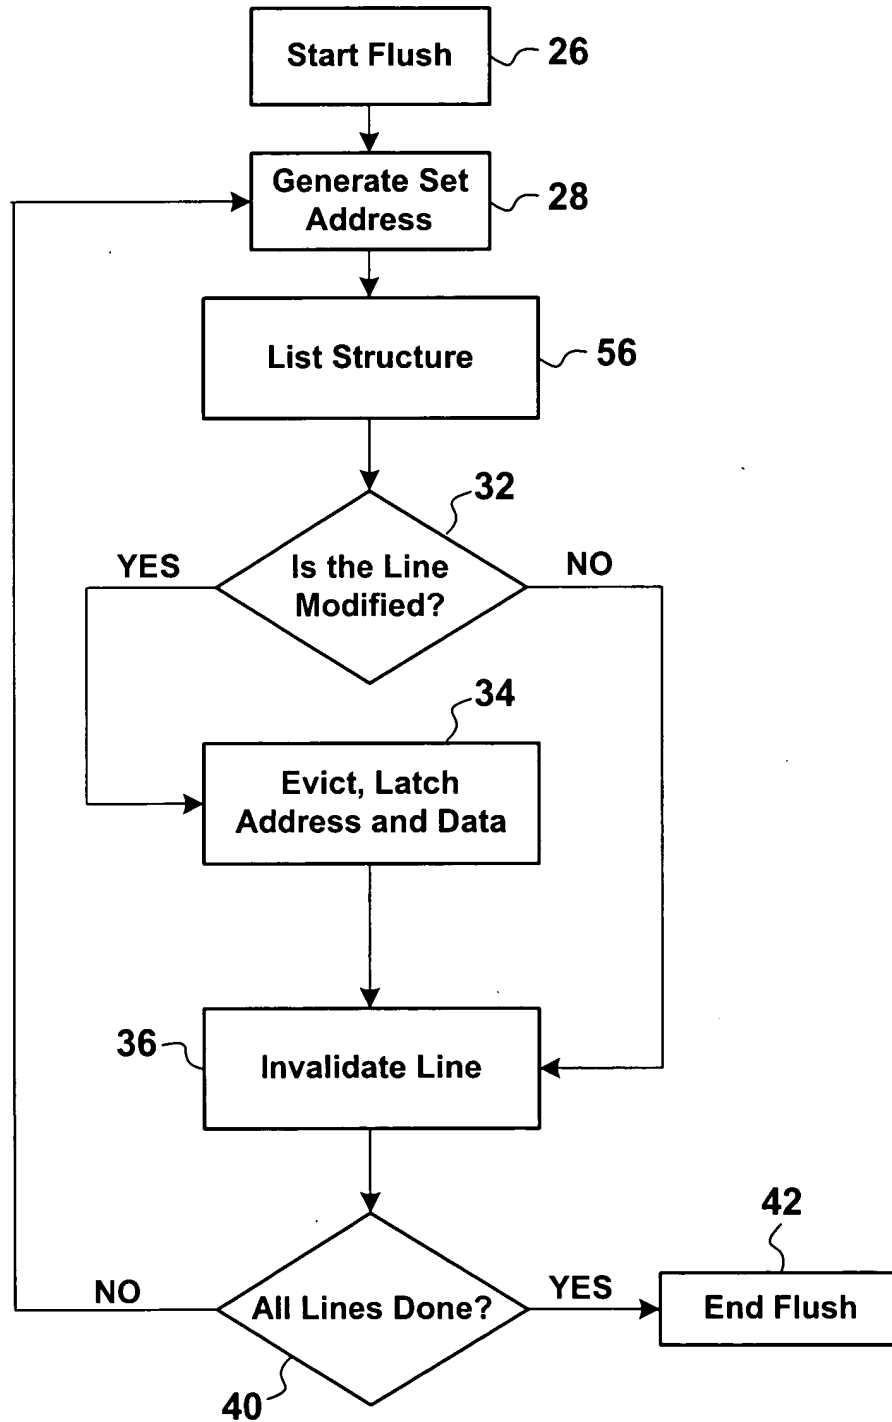 Start Flush
26
Generate Set
Address
28
List Structure
56
32
Is the Line
Modified?
YES
NO
34
Evict, Latch
Address and Data
36
Invalidate Line
42
NO
All Lines Done?
YES
End Flush
40